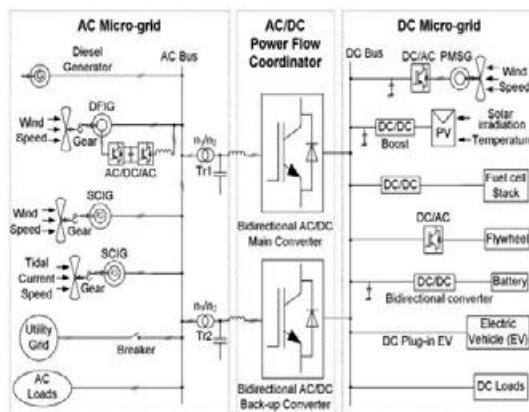 AC Micro-grid
Diesel
Generator
G
AC Bus
Wind
Speed
DFIG
Gear
AC/DC/AC
Wind
Speed
SCIG
Gear
Tidal
Current
Speed
SCIG
Gear
Utility
Grid
Breaker
AC
Loads
n₁/n₂
Tr1
n₁/n₂
Tr2
AC/DC
Power Flow
Coordinator
Bidirectional AC/DC
Main Converter
Bidirectional AC/DC
Back-up Converter
DC Micro-grid
DC Bus
DC/AC
PMSG
Wind
Speed
Solar
irradiation
DC/DC
Boost
PV
Temperature
DC/DC
Fuel cell
Stack
DC/AC
Flywheel
DC/DC
Battery
Bidirectional converter
DC Plug-in EV
Electric
Vehicle (EV)
DC Loads